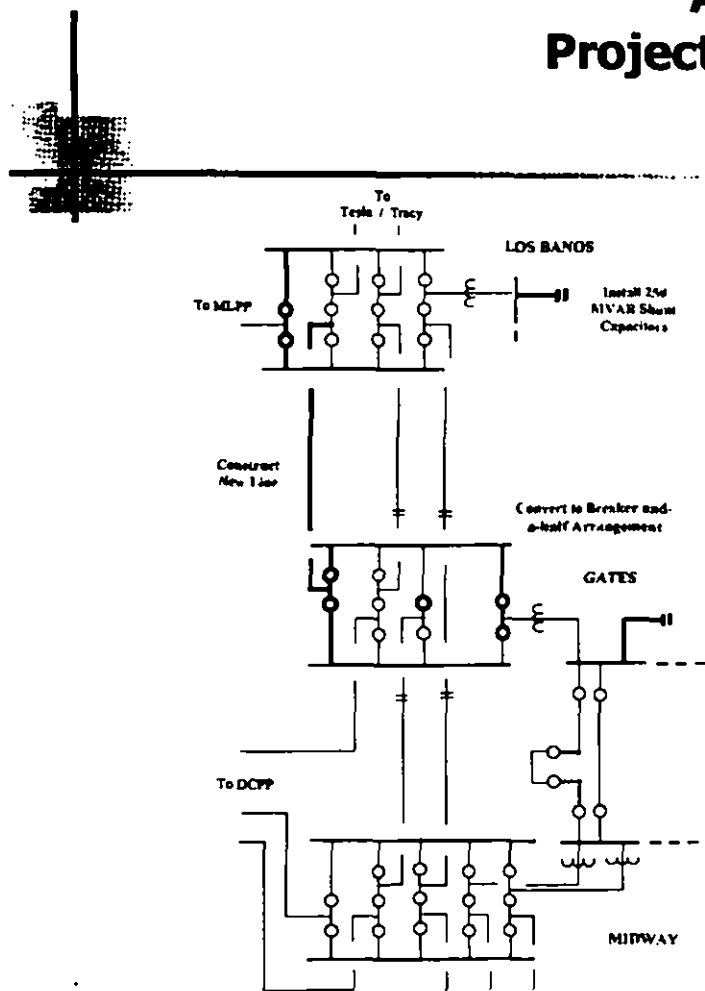 Project
To
Tesla / Tracy
LOS BANOS
To MLPP
Install 250
MVAR Shunt
Capacitors
Construct
New Line
Convert to Breaker-and-
a-half Arrangement
GATES
To DCPP
MIDWAY